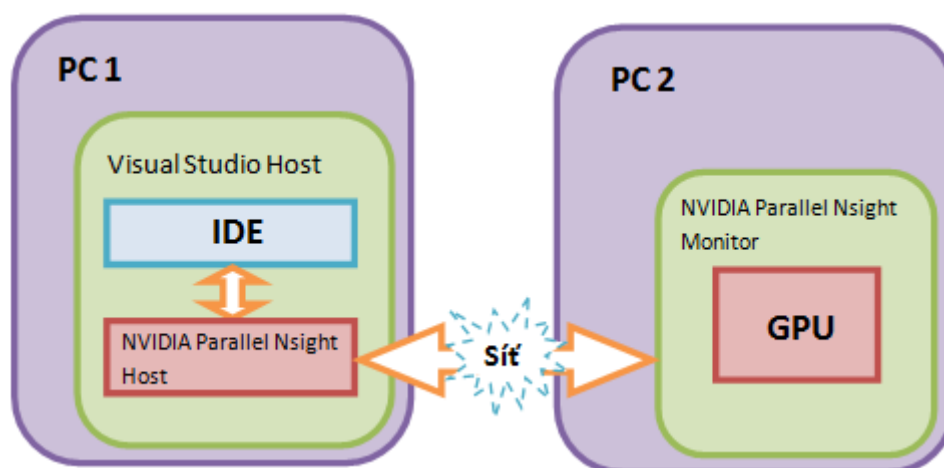 PC 1
Visual Studio Host
IDE
NVIDIA Parallel Nsight
Host
Síť
PC 2
NVIDIA Parallel Nsight
Monitor
GPU